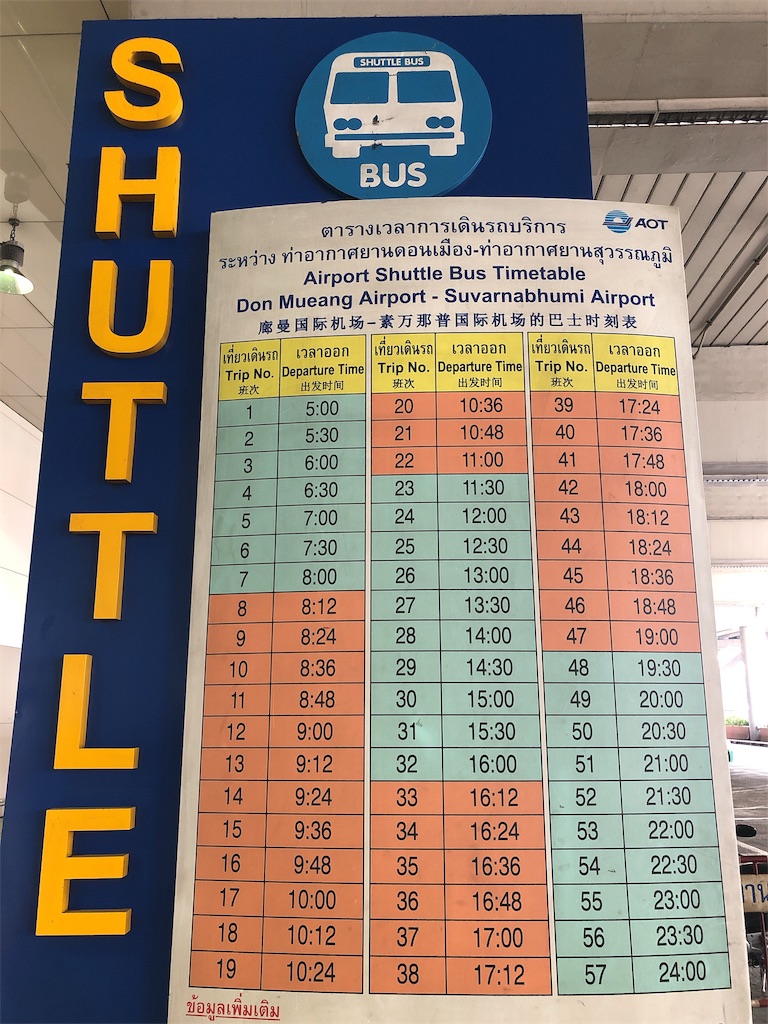 SHUTTLE
SHUTTLE BUS
BUS
AOT
ตารางเวลาการเดินรถบริการ
ระหว่าง ท่าอากาศยานดอนเมือง-ท่าอากาศยานสุวรรณภูมิ
Airport Shuttle Bus Timetable
Don Mueang Airport - Suvarnabhumi Airport
廊曼国际机场-素万那普国际机场的巴士时刻表
เที่ยวเดินรถ เวลาออก เที่ยวเดินรถ เวลาออก เที่ยวเดินรถ เวลาออก
Trip No. Departure Time Trip No. Departure Time Trip No. Departure Time
班次 出发时间 班次 出发时间 班次 出发时间
1 5:00 20 10:36 39 17:24
2 5:30 21 10:48 40 17:36
3 6:00 22 11:00 41 17:48
4 6:30 23 11:30 42 18:00
5 7:00 24 12:00 43 18:12
6 7:30 25 12:30 44 18:24
7 8:00 26 13:00 45 18:36
8 8:12 27 13:30 46 18:48
9 8:24 28 14:00 47 19:00
10 8:36 29 14:30 48 19:30
11 8:48 30 15:00 49 20:00
12 9:00 31 15:30 50 20:30
13 9:12 32 16:00 51 21:00
14 9:24 33 16:12 52 21:30
15 9:36 34 16:24 53 22:00
16 9:48 35 16:36 54 22:30
17 10:00 36 16:48 55 23:00
18 10:12 37 17:00 56 23:30
19 10:24 38 17:12 57 24:00
ข้อมูลเพิ่มเติม